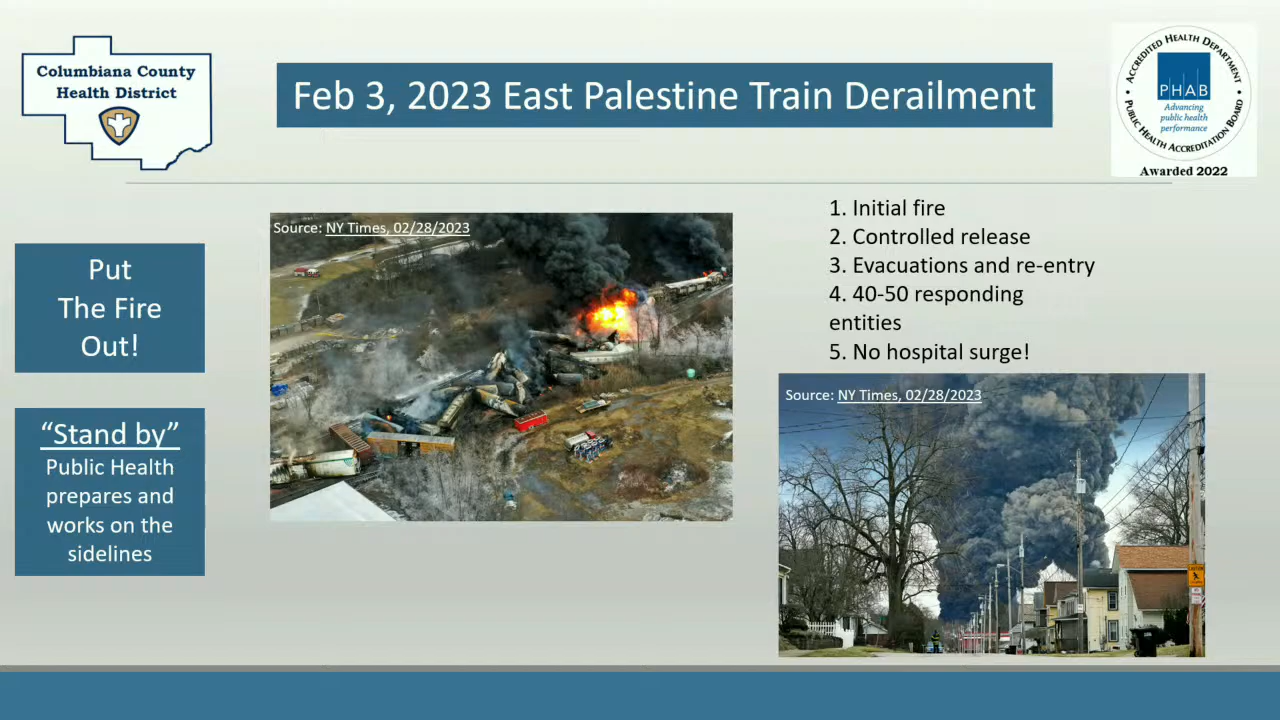 Columbiana County
Health District
Feb 3, 2023 East Palestine Train Derailment
ACCREDITED HEALTH DEPARTMENT
PHAB
Advancing
public health
performance
PUBLIC HEALTH ACCREDITATION BOARD
Awarded 2022
Put
The Fire
Out!
“Stand by”
Public Health
prepares and
works on the
sidelines
Source: NY Times, 02/28/2023
1. Initial fire
2. Controlled release
3. Evacuations and re-entry
4. 40-50 responding
entities
5. No hospital surge!
Source: NY Times, 02/28/2023